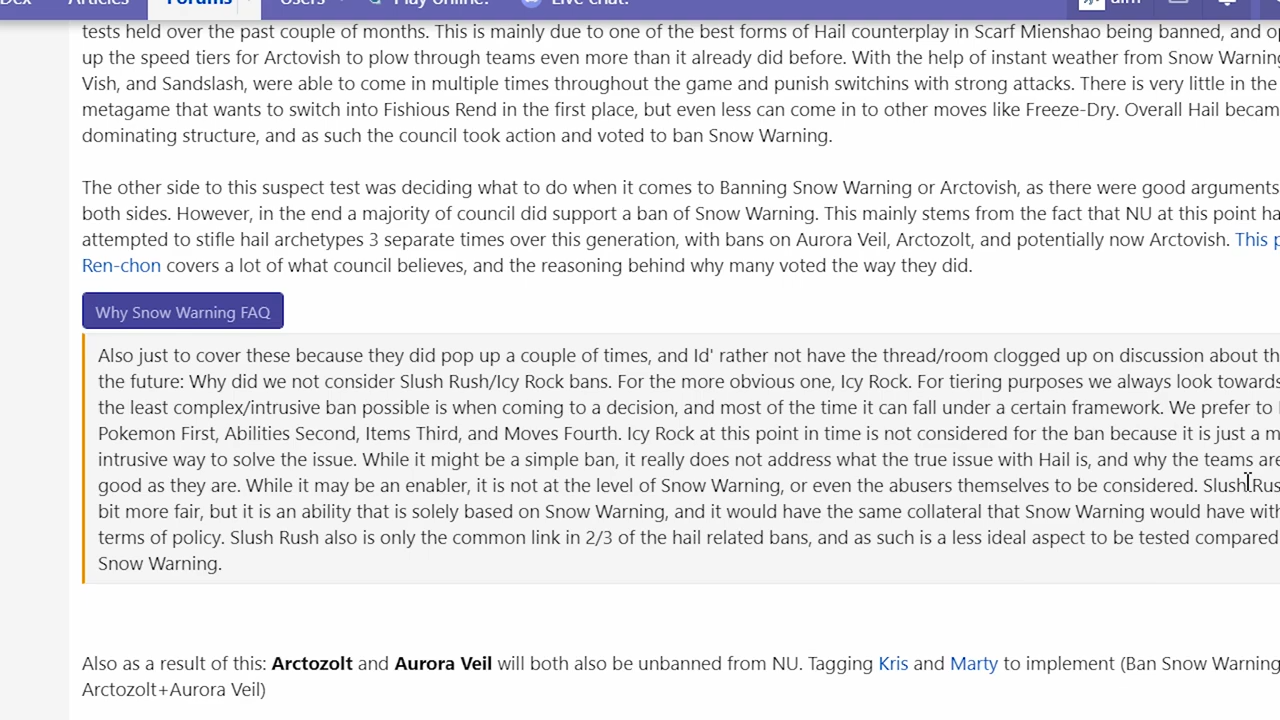 Dex Articles Forums Users Play Online! Live Chat! aim
tests held over the past couple of months. This is mainly due to one of the best forms of Hail counterplay in Scarf Mienshao being banned, and
up the speed tiers for Arctovish to plow through teams even more than it already did before. With the help of instant weather from Snow Warning
Vish, and Sandslash, were able to come in multiple times throughout the game and punish switchins with strong attacks. There is very little in the
metagame that wants to switch into Fishious Rend in the first place, but even less can come in to other moves like Freeze-Dry. Overall Hail becam
dominating structure, and as such the council took action and voted to ban Snow Warning.
The other side to this suspect test was deciding what to do when it comes to Banning Snow Warning or Arctovish, as there were good arguments
both sides. However, in the end a majority of council did support a ban of Snow Warning. This mainly stems from the fact that NU at this point ha
attempted to stifle hail archetypes 3 separate times over this generation, with bans on Aurora Veil, Arctozolt, and potentially now Arctovish. This p
Ren-chon covers a lot of what council believes, and the reasoning behind why many voted the way they did.
Why Snow Warning FAQ
Also just to cover these because they did pop up a couple of times, and Id' rather not have the thread/room clogged up on discussion about th
the future: Why did we not consider Slush Rush/Icy Rock bans. For the more obvious one, Icy Rock. For tiering purposes we always look towards
the least complex/intrusive ban possible is when coming to a decision, and most of the time it can fall under a certain framework. We prefer to
Pokemon First, Abilities Second, Items Third, and Moves Fourth. Icy Rock at this point in time is not considered for the ban because it is just a m
intrusive way to solve the issue. While it might be a simple ban, it really does not address what the true issue with Hail is, and why the teams are
good as they are. While it may be an enabler, it is not at the level of Snow Warning, or even the abusers themselves to be considered. Slush Rus
bit more fair, but it is an ability that is solely based on Snow Warning, and it would have the same collateral that Snow Warning would have with
terms of policy. Slush Rush also is only the common link in 2/3 of the hail related bans, and as such is a less ideal aspect to be tested compared
Snow Warning.
Also as a result of this: Arctozolt and Aurora Veil will both also be unbanned from NU. Tagging Kris and Marty to implement (Ban Snow Warning
Arctozolt+Aurora Veil)